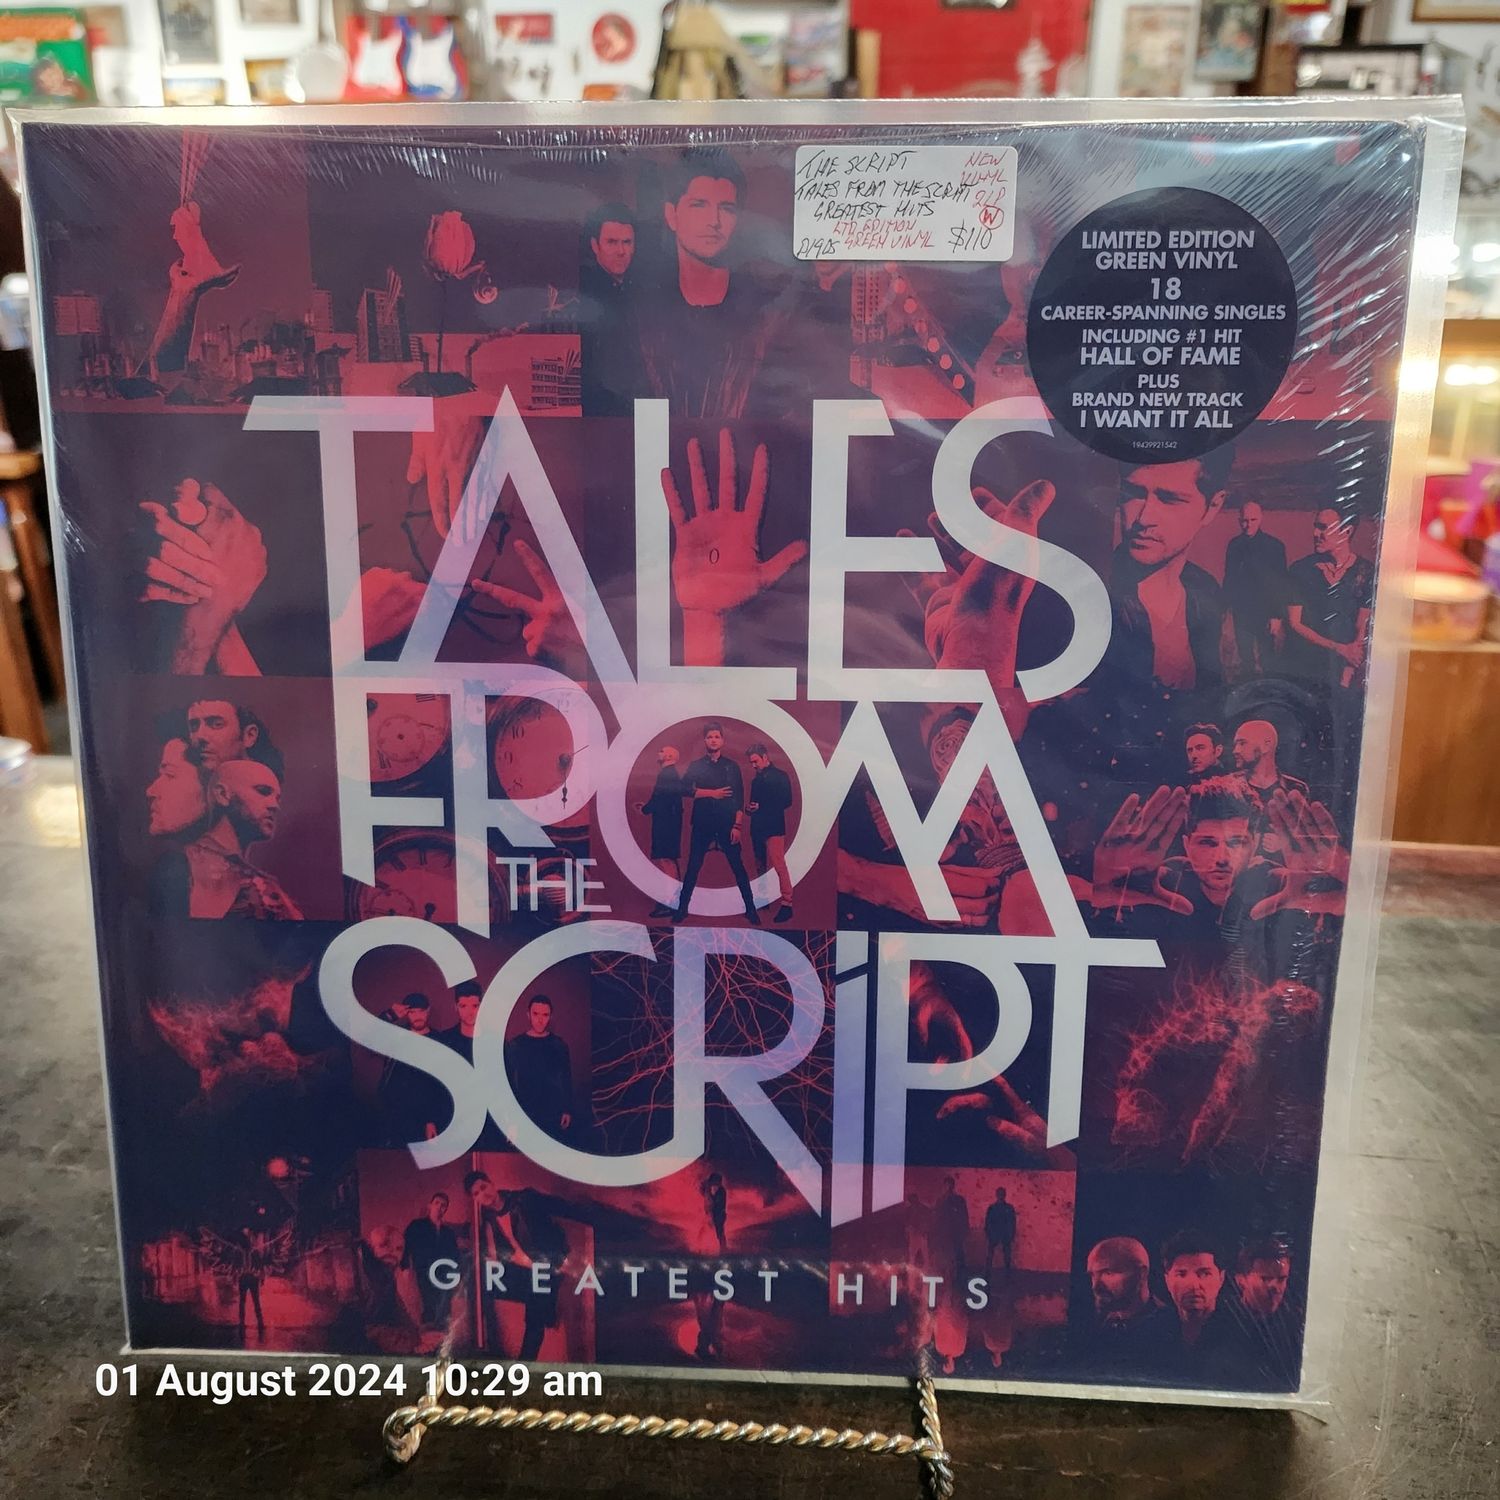 THE SCRIPT
NEW
VINYL
TALES FROM THE SCRIPT
2LP
GREATEST HITS
W
LTD EDITION
GREEN VINYL
$110
LIMITED EDITION
GREEN VINYL
18
CAREER-SPANNING SINGLES
INCLUDING #1 HIT
HALL OF FAME
PLUS
BRAND NEW TRACK
I WANT IT ALL
19439921542
TALES
FROM
THE
SCRiPT
GREATEST HITS
01 August 2024 10:29 am